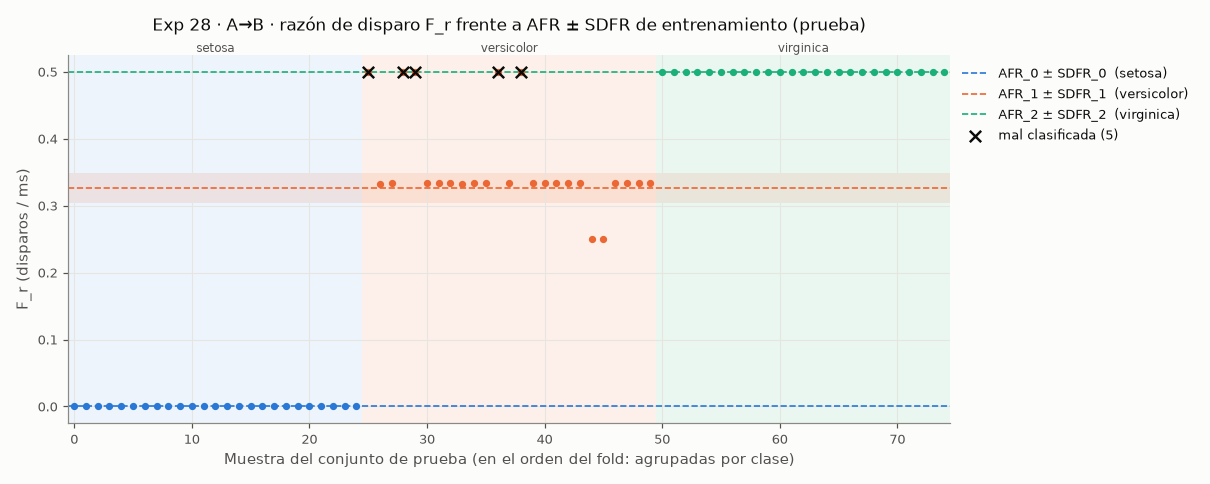 Exp 28 · A→B · razón de disparo F_r frente a AFR ± SDFR de entrenamiento (prueba)
setosa
versicolor
virginica
AFR_0 ± SDFR_0 (setosa)
AFR_1 ± SDFR_1 (versicolor)
AFR_2 ± SDFR_2 (virginica)
mal clasificada (5)
F_r (disparos / ms)
0.5
0.4
0.3
0.2
0.1
0.0
0 10 20 30 40 50 60 70
Muestra del conjunto de prueba (en el orden del fold: agrupadas por clase)